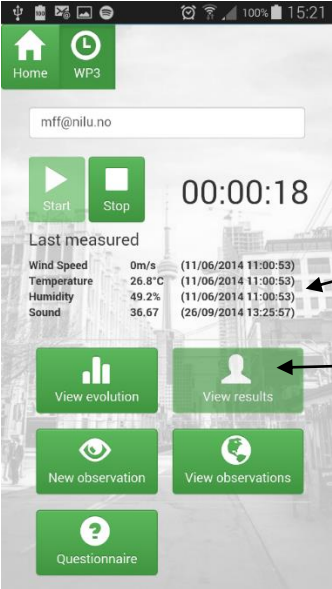 100% 15:21
Home WP3
mff@nilu.no
Start Stop 00:00:18
Last measured
Wind Speed 0m/s (11/06/2014 11:00:53)
Temperature 26.8°C (11/06/2014 11:00:53)
Humidity 49.2% (11/06/2014 11:00:53)
Sound 36.67 (26/09/2014 13:25:57)
View evolution View results
New observation View observations
Questionnaire